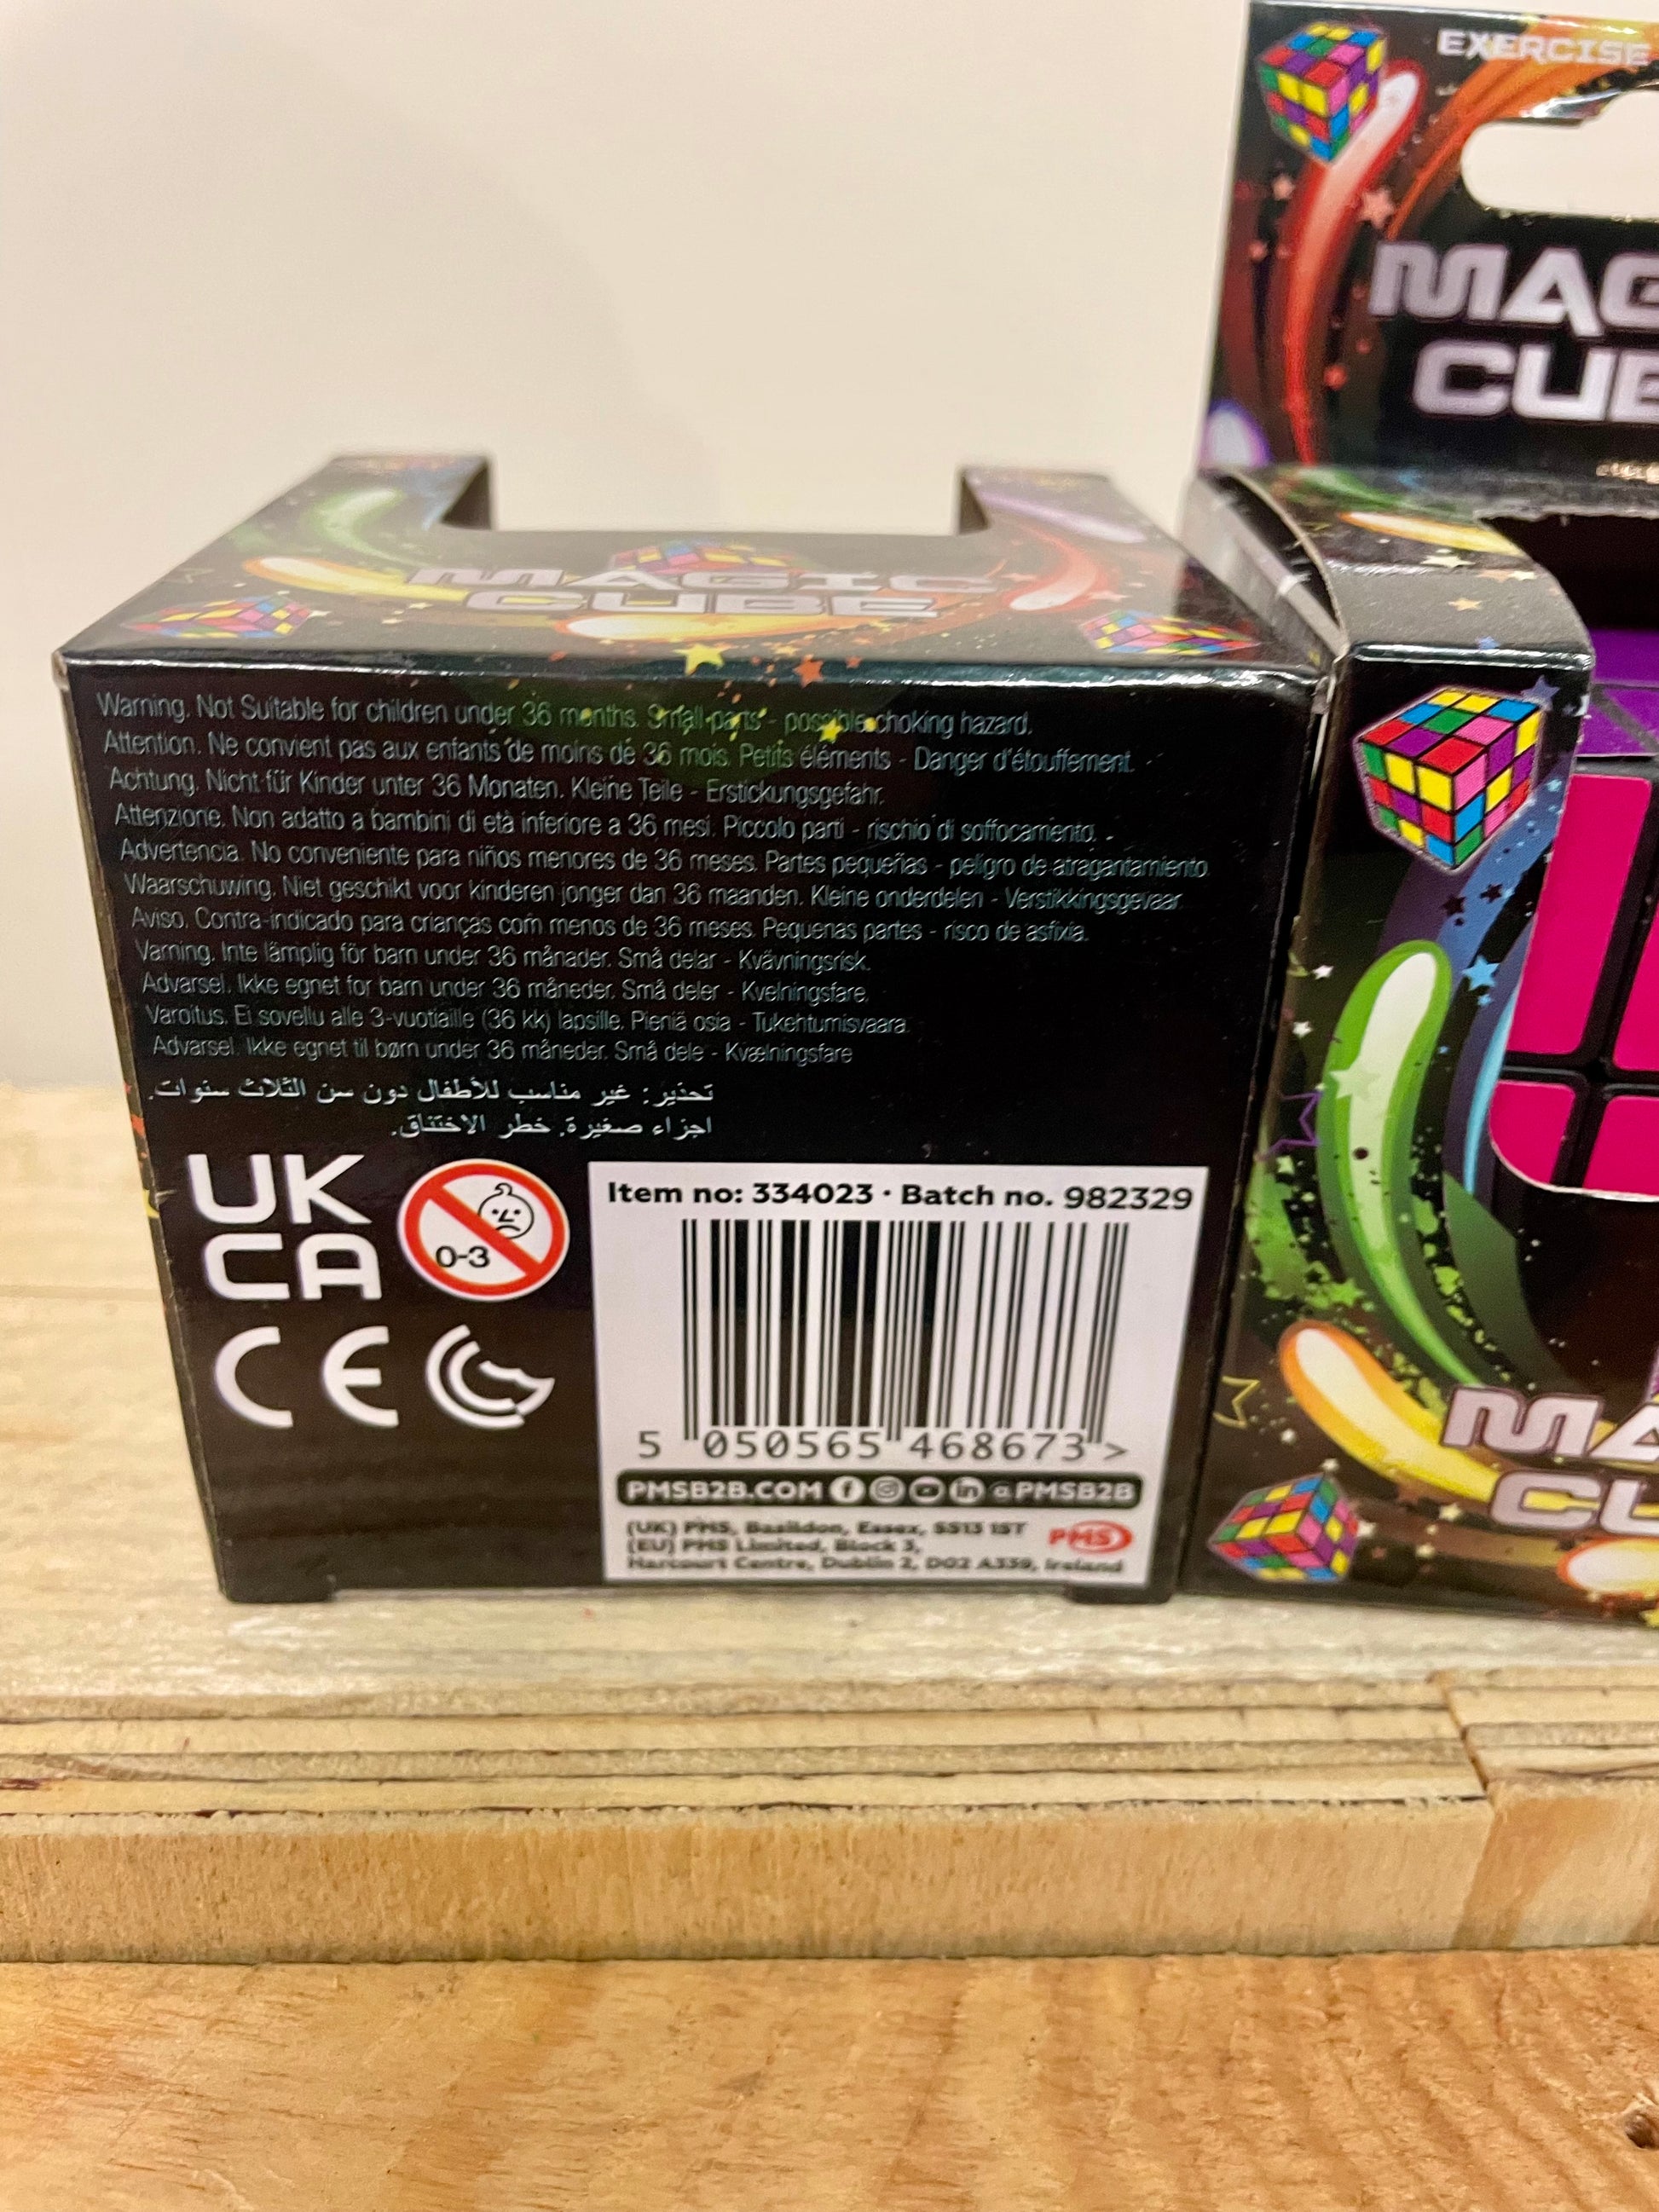 EXERCISE
MAG
CUB
MAGIC
CUBE
Warning. Not Suitable for children under 36 months. Small parts - possible choking hazard.
Attention. Ne convient pas aux enfants de moins de 36 mois. Petits éléments - Danger d'étouffement.
Achtung. Nicht für Kinder unter 36 Monaten. Kleine Teile - Erstickungsgefahr.
Attenzione. Non adatto a bambini di età inferiore a 36 mesi. Piccolo parti - rischio di soffocamento.
Advertencia. No conveniente para niños menores de 36 meses. Partes pequeñas - peligro de atragantamiento.
Waarschuwing. Niet geschikt voor kinderen jonger dan 36 maanden. Kleine onderdelen - Verstikkingsgevaar.
Aviso. Contra-indicado para crianças com menos de 36 meses. Pequenas partes - risco de asfixia.
Varning. Inte lämplig för barn under 36 månader. Små delar - Kvävningsrisk.
Advarsel. Ikke egnet for barn under 36 måneder. Små deler - Kvelningsfare.
Varoitus. Ei sovellu alle 3-vuotiaille (36 kk) lapsille. Pieniä osia - Tukehtumisvaara.
Advarsel. Ikke egnet til børn under 36 måneder. Små dele - Kvælningsfare
تحذير: غير مناسب للأطفال دون سن الثلاث سنوات.
اجزاء صغيرة. خطر الاختناق.
UK
CA
0-3
CE
Item no: 334023 · Batch no. 982329
5 050565 468673 >
PMSB2B.COM @PMSB2B
(UK) PMS, Basildon, Essex, SS13 1ST
(EU) PMS Limited, Block 3,
Harcourt Centre, Dublin 2, D02 A339, Ireland
PMS
MA
CU